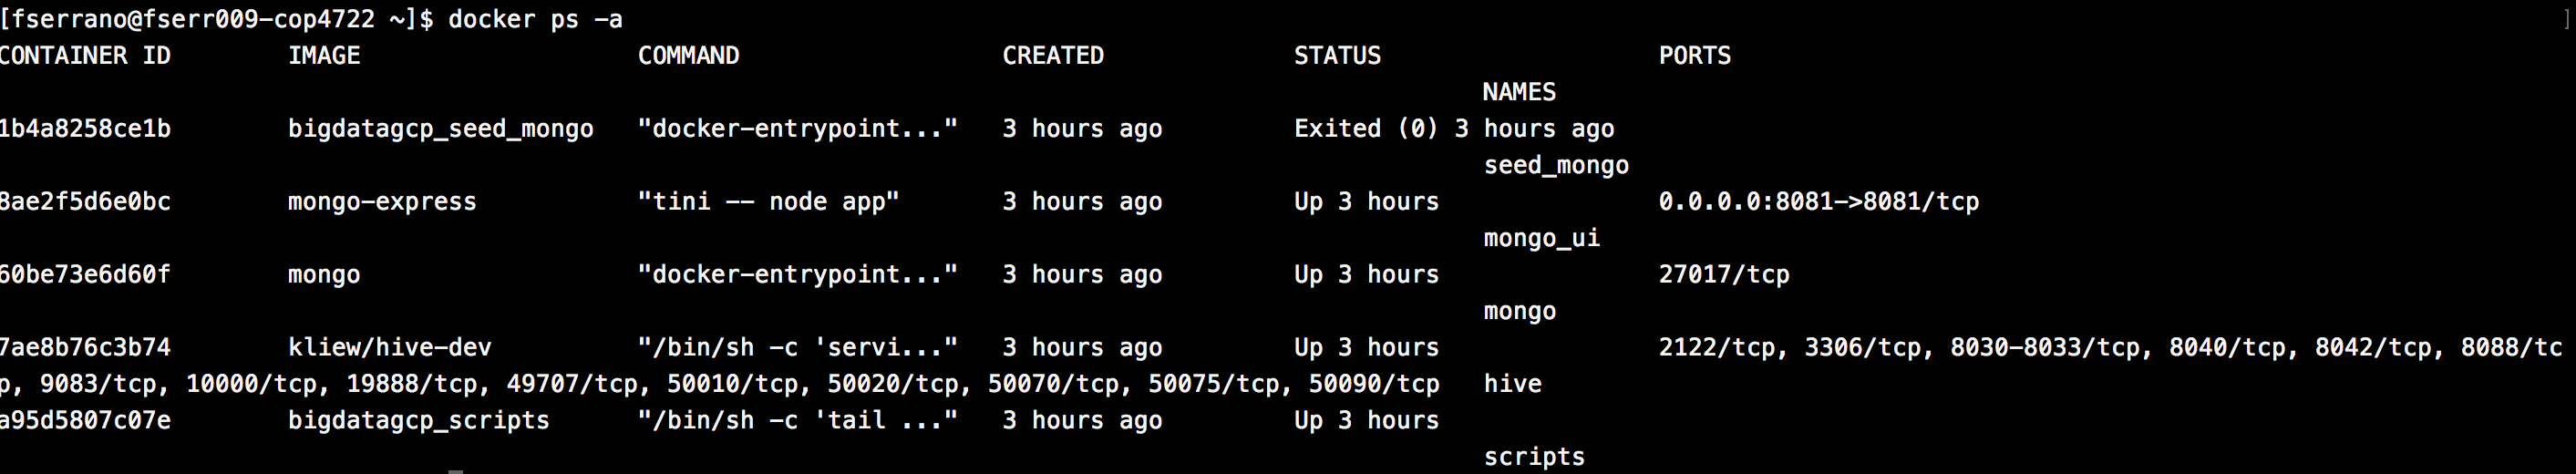 [fserrano@fserr009-cop4722 ~]$ docker ps -a ]
CONTAINER ID IMAGE COMMAND CREATED STATUS PORTS
NAMES
1b4a8258ce1b bigdatagcp_seed_mongo "docker-entrypoint..." 3 hours ago Exited (0) 3 hours ago
seed_mongo
8ae2f5d6e0bc mongo-express "tini -- node app" 3 hours ago Up 3 hours 0.0.0.0:8081->8081/tcp
mongo_ui
60be73e6d60f mongo "docker-entrypoint..." 3 hours ago Up 3 hours 27017/tcp
mongo
7ae8b76c3b74 kliew/hive-dev "/bin/sh -c 'servi..." 3 hours ago Up 3 hours 2122/tcp, 3306/tcp, 8030-8033/tcp, 8040/tcp, 8042/tcp, 8088/tc
p, 9083/tcp, 10000/tcp, 19888/tcp, 49707/tcp, 50010/tcp, 50020/tcp, 50070/tcp, 50075/tcp, 50090/tcp hive
a95d5807c07e bigdatagcp_scripts "/bin/sh -c 'tail ..." 3 hours ago Up 3 hours
scripts